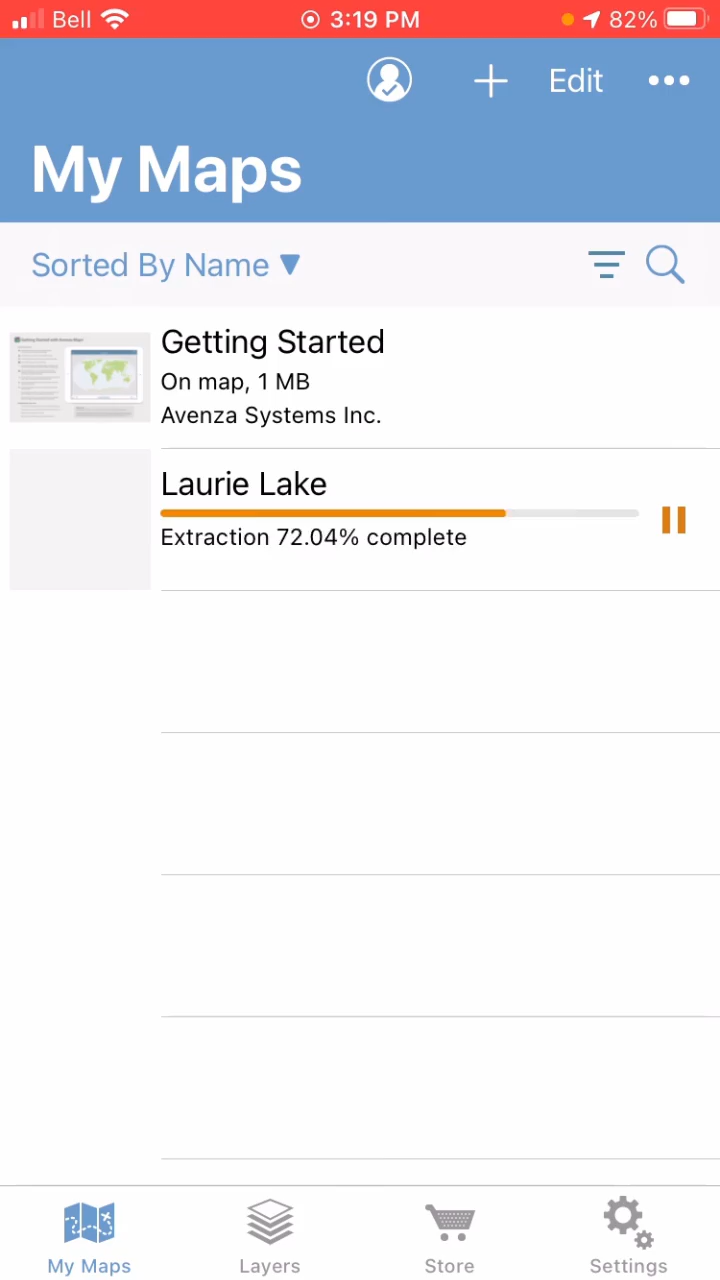 Bell 3:19 PM 82%
Edit
My Maps
Sorted By Name ▼
Getting Started
On map, 1 MB
Avenza Systems Inc.
Laurie Lake
Extraction 72.04% complete
My Maps Layers Store Settings